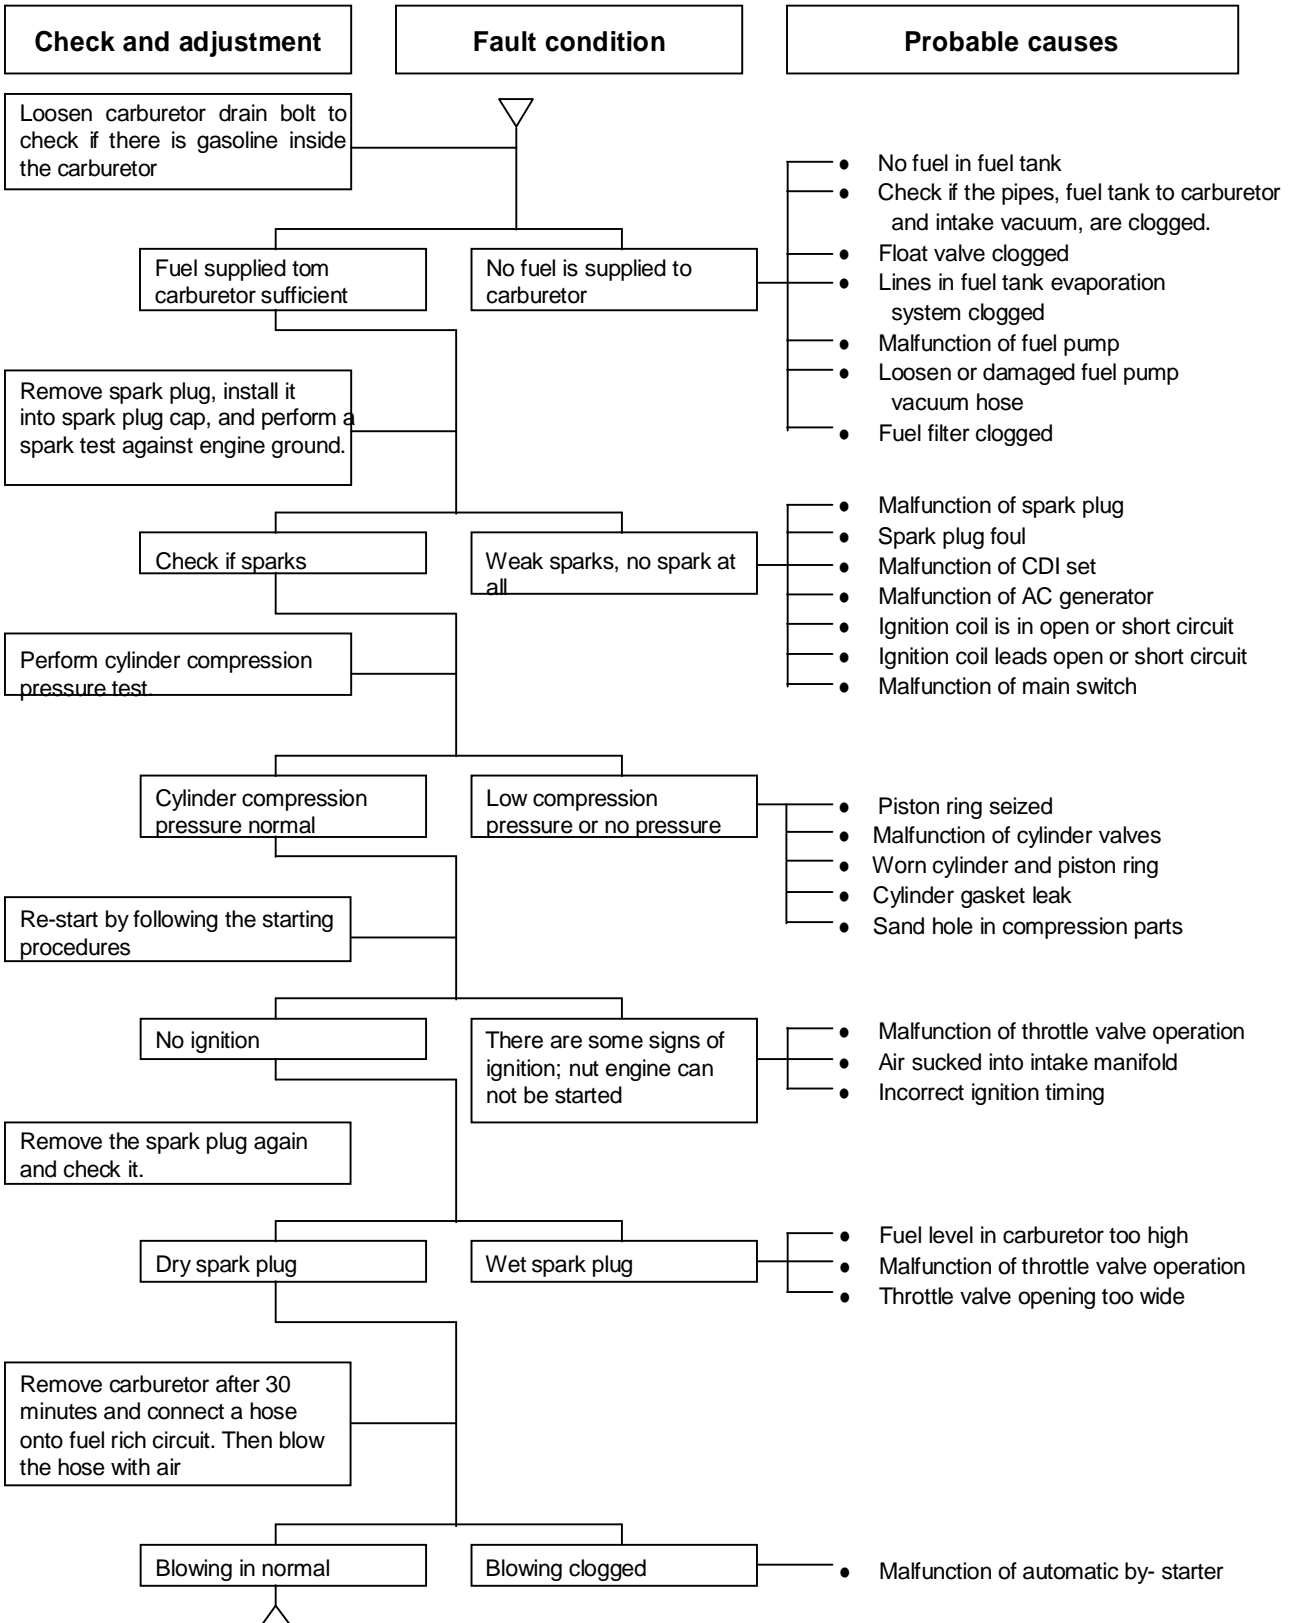 Check and adjustment
Fault condition
Probable causes
Loosen carburetor drain bolt to
check if there is gasoline inside
the carburetor
• No fuel in fuel tank
• Check if the pipes, fuel tank to carburetor
and intake vacuum, are clogged.
• Float valve clogged
• Lines in fuel tank evaporation
system clogged
• Malfunction of fuel pump
• Loosen or damaged fuel pump
vacuum hose
• Fuel filter clogged
Fuel supplied tom
carburetor sufficient
No fuel is supplied to
carburetor
Remove spark plug, install it
into spark plug cap, and perform a
spark test against engine ground.
Check if sparks
Weak sparks, no spark at
all
• Malfunction of spark plug
• Spark plug foul
• Malfunction of CDI set
• Malfunction of AC generator
• Ignition coil is in open or short circuit
• Ignition coil leads open or short circuit
• Malfunction of main switch
Perform cylinder compression
pressure test.
Cylinder compression
pressure normal
Low compression
pressure or no pressure
• Piston ring seized
• Malfunction of cylinder valves
• Worn cylinder and piston ring
• Cylinder gasket leak
• Sand hole in compression parts
Re-start by following the starting
procedures
No ignition
There are some signs of
ignition; nut engine can
not be started
• Malfunction of throttle valve operation
• Air sucked into intake manifold
• Incorrect ignition timing
Remove the spark plug again
and check it.
Dry spark plug
Wet spark plug
• Fuel level in carburetor too high
• Malfunction of throttle valve operation
• Throttle valve opening too wide
Remove carburetor after 30
minutes and connect a hose
onto fuel rich circuit. Then blow
the hose with air
Blowing in normal
Blowing clogged
• Malfunction of automatic by- starter